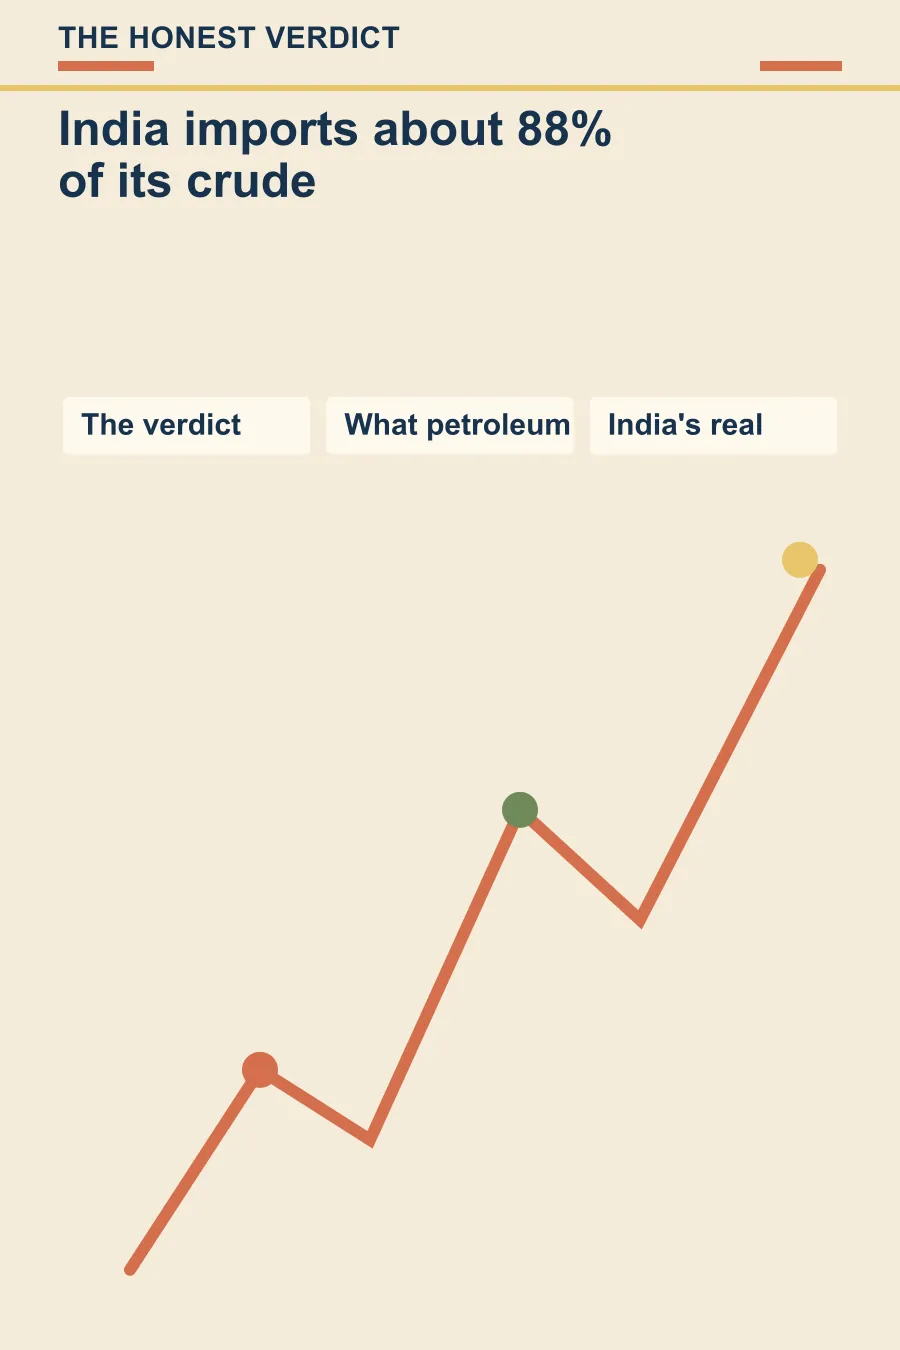 THE HONEST VERDICT
India imports about 88%
of its crude
The verdict
What petroleum
India's real